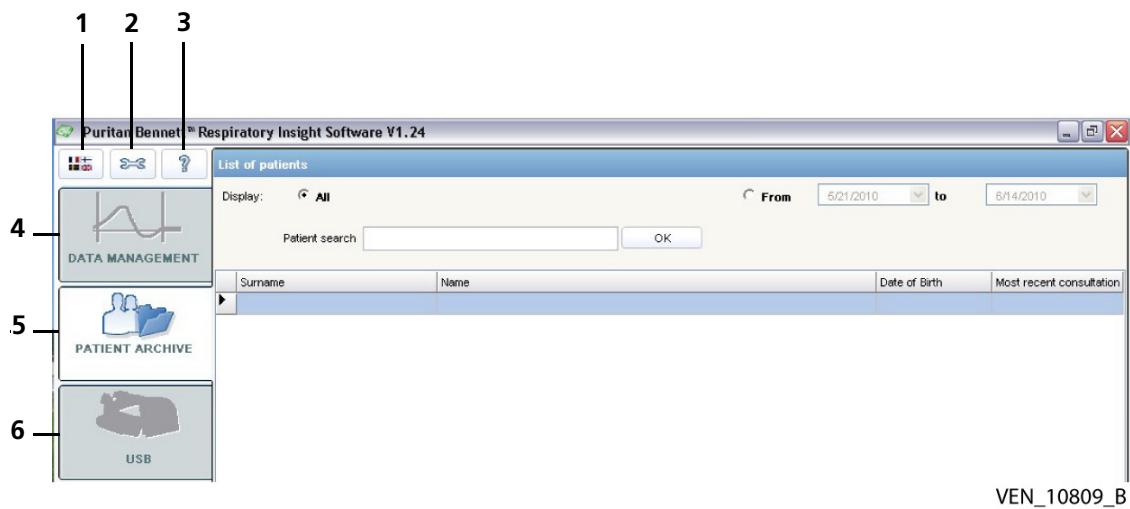 1 2 3
Puritan Bennett™ Respiratory Insight Software V1.24
?
List of patients
Display: All From 5/21/2010 to 6/14/2010
4
DATA MANAGEMENT
Patient search OK
Surname Name Date of Birth Most recent consultation
5
PATIENT ARCHIVE
6
USB
VEN_10809_B